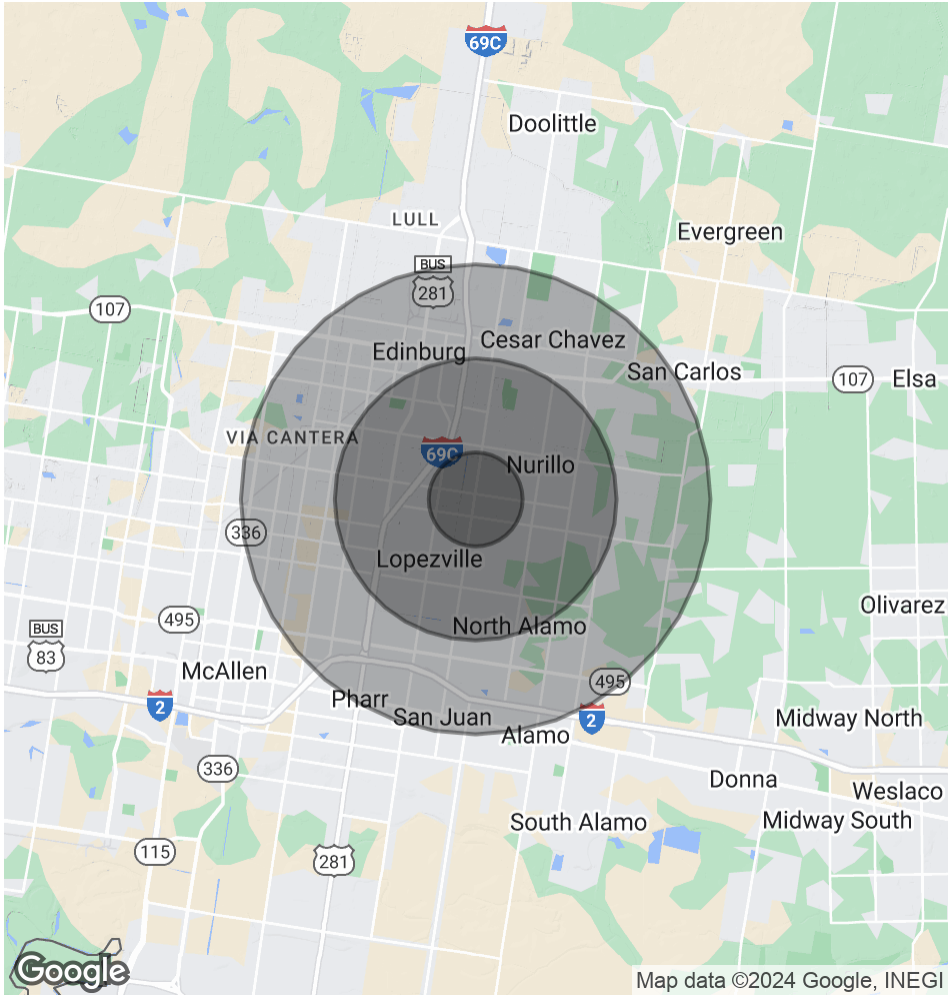 69C
Doolittle
LULL
Evergreen
BUS
281
107
Cesar Chavez
Edinburg
San Carlos
107
Elsa
VIA CANTERA
69C
Nurillo
336
Lopezville
Olivarez
495
BUS
83
North Alamo
McAllen
495
2
Pharr
San Juan
2
Midway North
Alamo
336
Donna
Weslaco
South Alamo
Midway South
115
281
Google
Map data ©2024 Google, INEGI